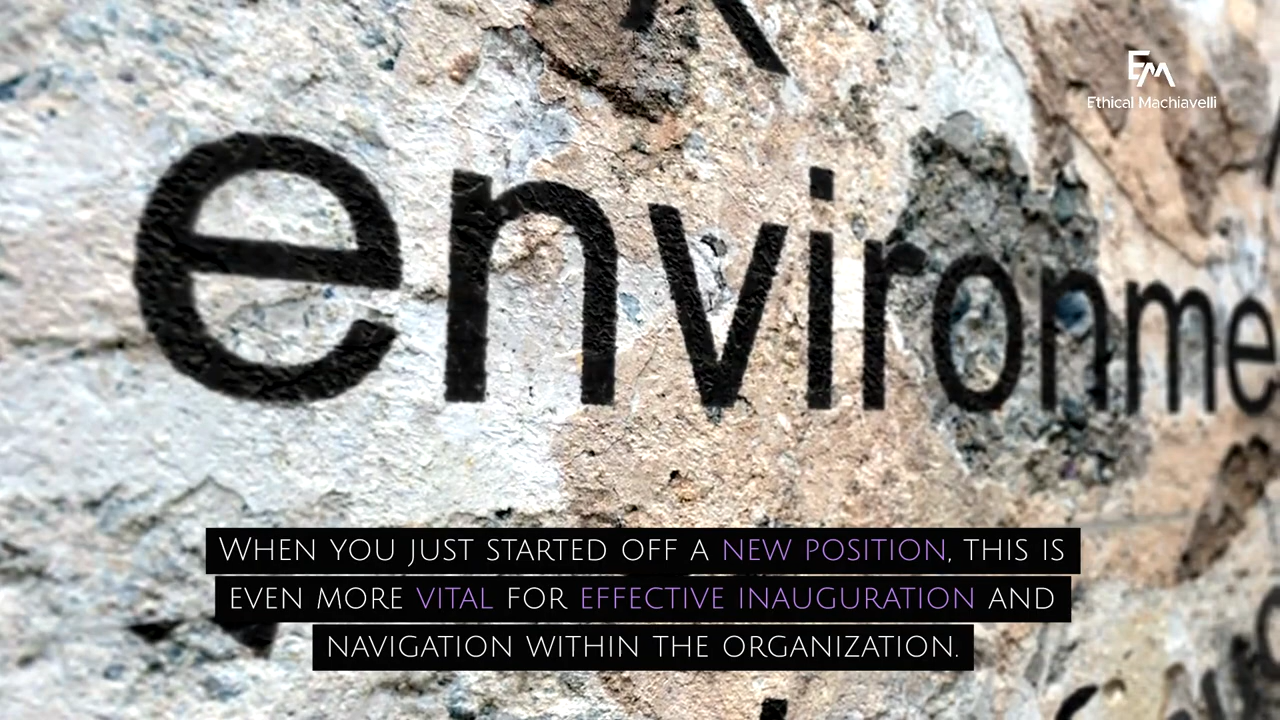 EM
Ethical Machiavelli
environme
WHEN YOU JUST STARTED OFF A NEW POSITION, THIS IS
EVEN MORE VITAL FOR EFFECTIVE INAUGURATION AND
NAVIGATION WITHIN THE ORGANIZATION.